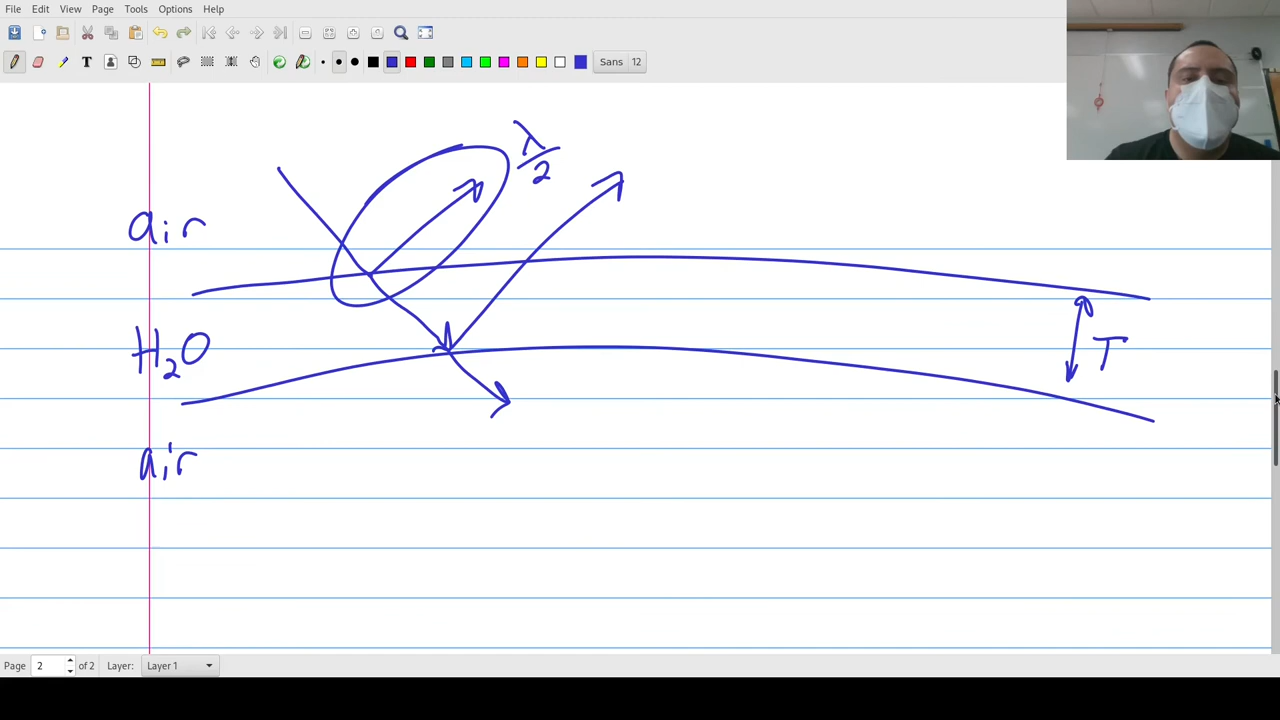 File Edit View Page Tools Options Help
Sans 12
λ/2
air
H₂O
T
air
Page 2 of 2 Layer: Layer 1